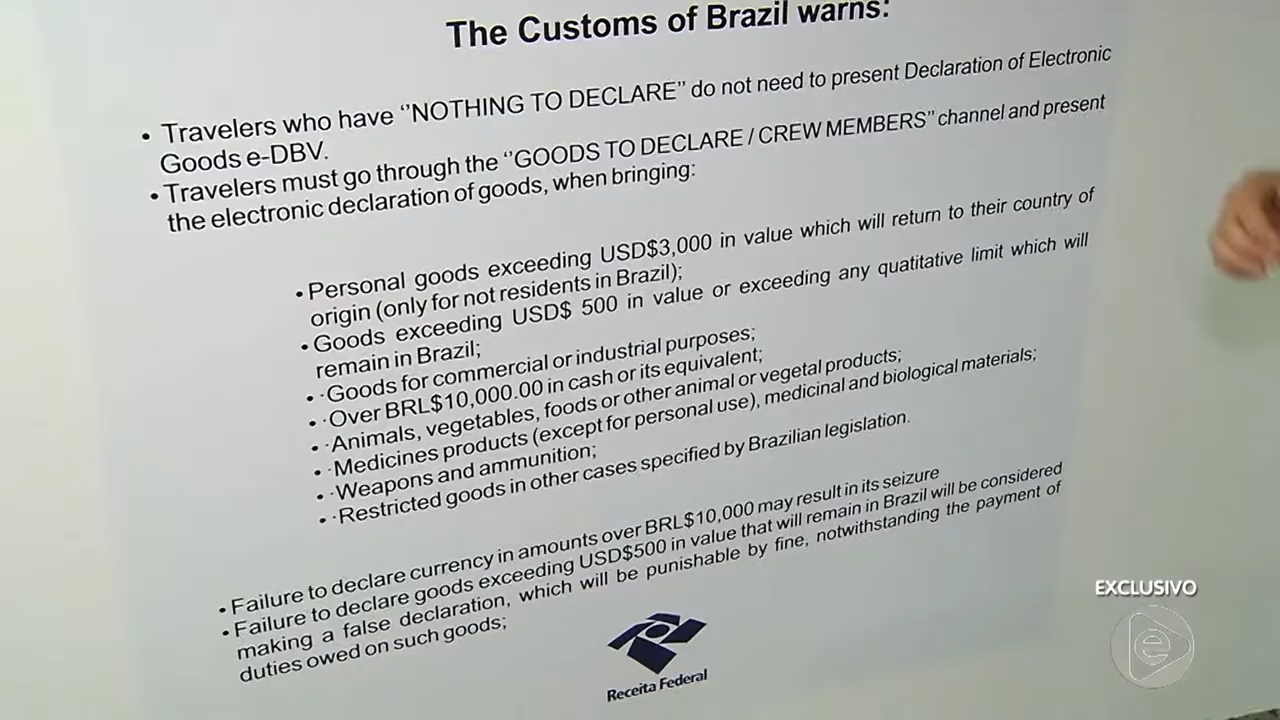 The Customs of Brazil warns:
• Travelers who have ‘’NOTHING TO DECLARE’’ do not need to present Declaration of Electronic
Goods e-DBV.
• Travelers must go through the ‘’GOODS TO DECLARE / CREW MEMBERS’’ channel and present
the electronic declaration of goods, when bringing:
• Personal goods exceeding USD$3,000 in value which will return to their country of
origin (only for not residents in Brazil);
• Goods exceeding USD$ 500 in value or exceeding any quatitative limit which will
remain in Brazil;
• · Goods for commercial or industrial purposes;
• · Over BRL$10,000.00 in cash or its equivalent;
• · Animals, vegetables, foods or other animal or vegetal products;
• · Medicines products (except for personal use), medicinal and biological materials;
• · Weapons and ammunition;
• · Restricted goods in other cases specified by Brazilian legislation.
• Failure to declare currency in amounts over BRL$10,000 may result in its seizure
• Failure to declare goods exceeding USD$500 in value that will remain in Brazil will be considered
making a false declaration, which will be punishable by fine, notwithstanding the payment of
duties owed on such goods;
Receita Federal
EXCLUSIVO
e